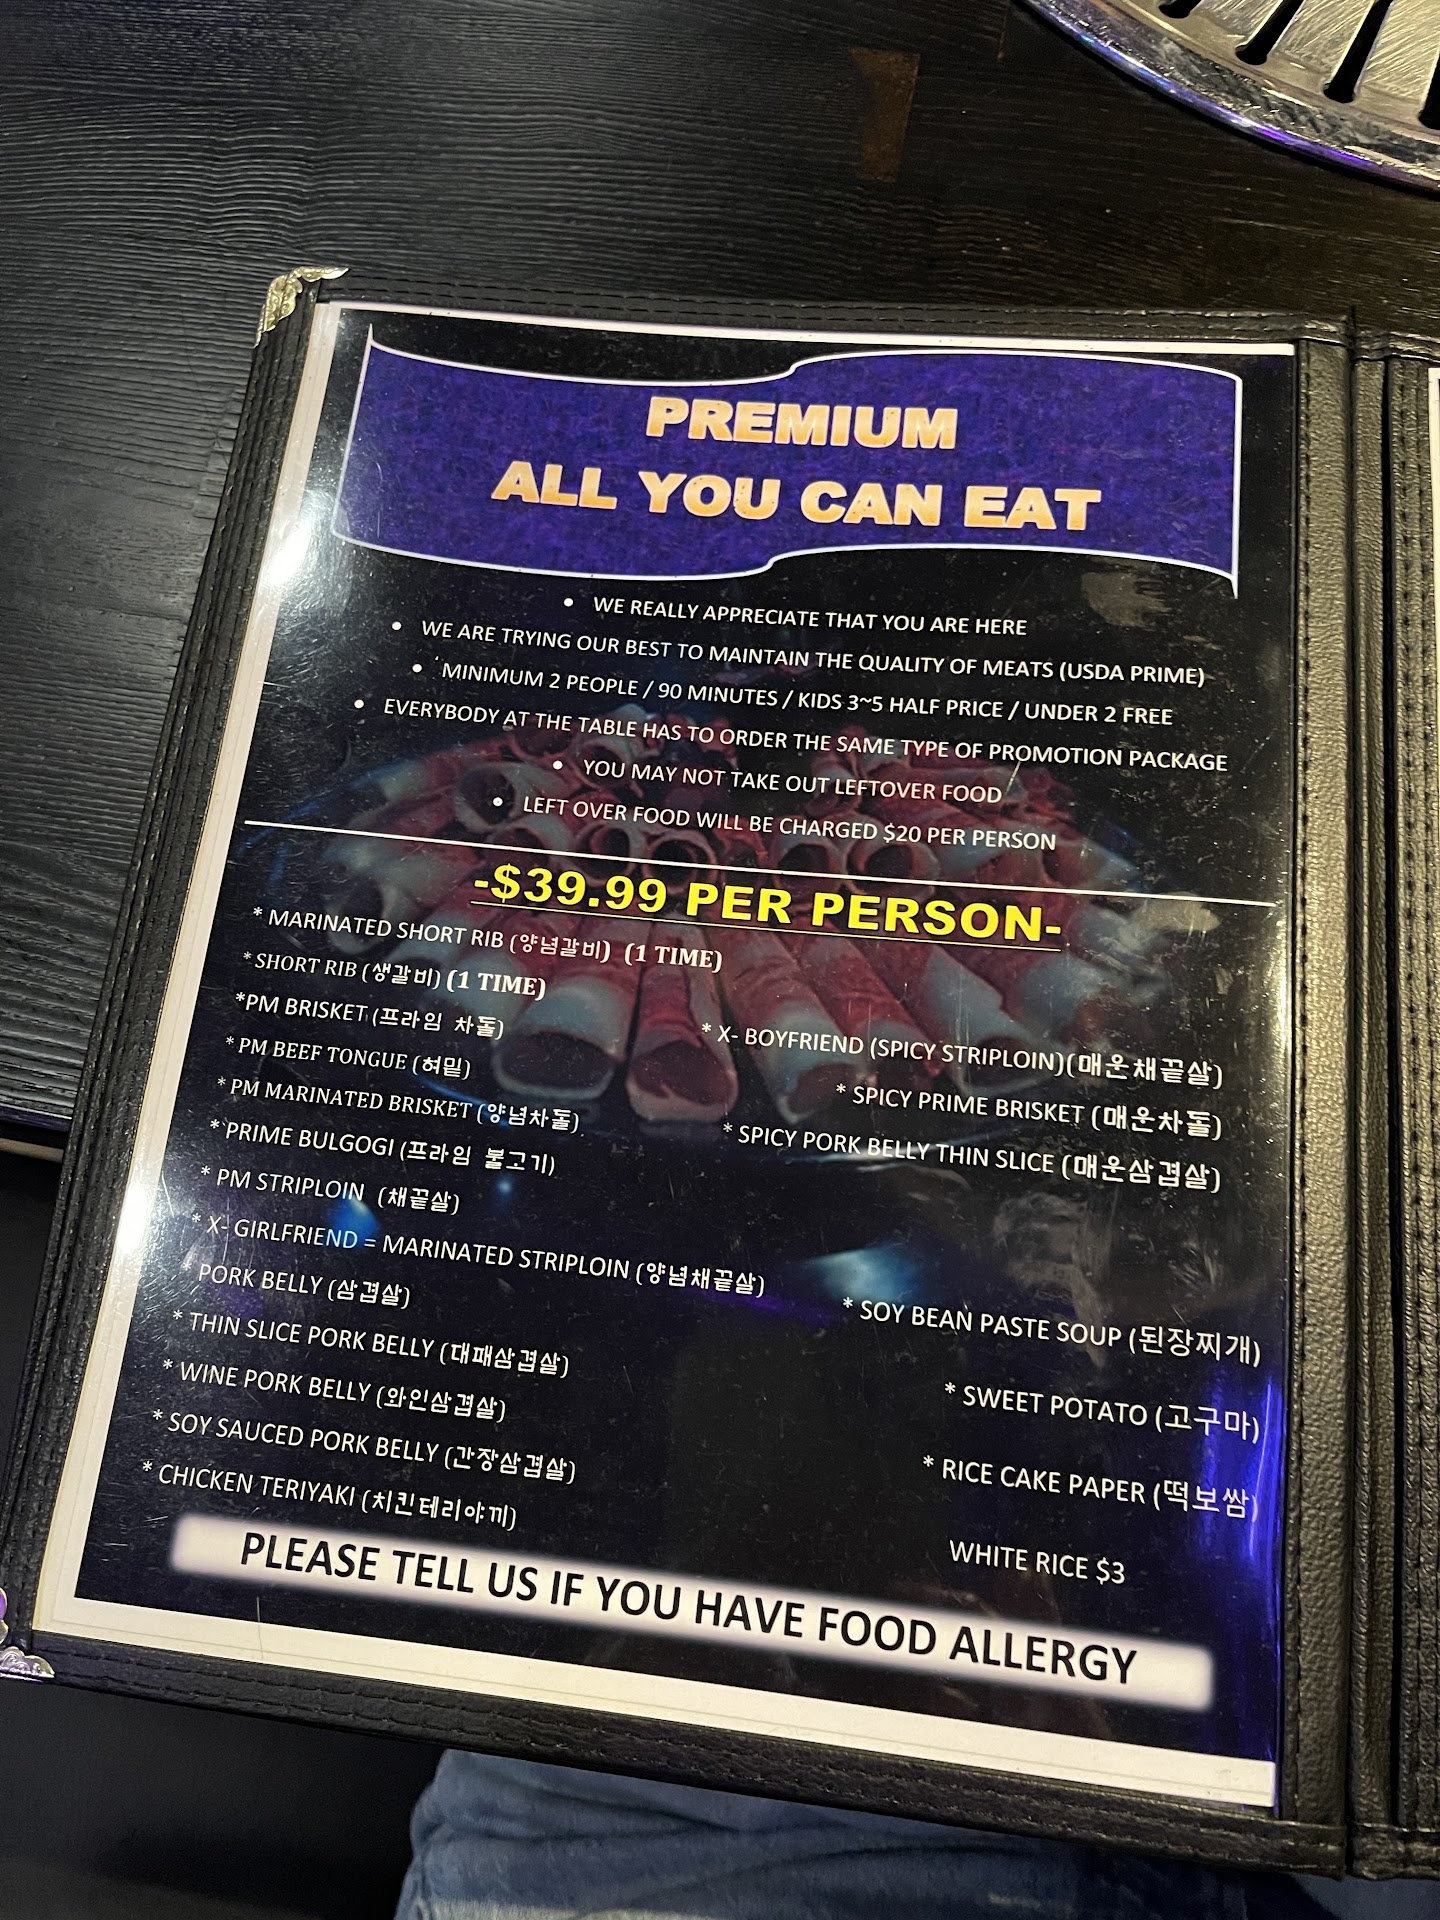 PREMIUM
ALL YOU CAN EAT
• WE REALLY APPRECIATE THAT YOU ARE HERE
• WE ARE TRYING OUR BEST TO MAINTAIN THE QUALITY OF MEATS (USDA PRIME)
• MINIMUM 2 PEOPLE / 90 MINUTES / KIDS 3~5 HALF PRICE / UNDER 2 FREE
• EVERYBODY AT THE TABLE HAS TO ORDER THE SAME TYPE OF PROMOTION PACKAGE
• YOU MAY NOT TAKE OUT LEFTOVER FOOD
• LEFT OVER FOOD WILL BE CHARGED $20 PER PERSON
-$39.99 PER PERSON-
* MARINATED SHORT RIB (양념갈비) (1 TIME)
* SHORT RIB (생갈비) (1 TIME)
*PM BRISKET (프라임 차돌)
* PM BEEF TONGUE (혀밑)
* PM MARINATED BRISKET (양념차돌)
* PRIME BULGOGI (프라임 불고기)
* PM STRIPLOIN (채끝살)
* X- GIRLFRIEND = MARINATED STRIPLOIN (양념채끝살)
* PORK BELLY (삼겹살)
* THIN SLICE PORK BELLY (대패삼겹살)
* WINE PORK BELLY (와인삼겹살)
* SOY SAUCED PORK BELLY (간장삼겹살)
* CHICKEN TERIYAKI (치킨테리야끼)
* X- BOYFRIEND (SPICY STRIPLOIN)(매운채끝살)
* SPICY PRIME BRISKET (매운차돌)
* SPICY PORK BELLY THIN SLICE (매운삼겹살)
* SOY BEAN PASTE SOUP (된장찌개)
* SWEET POTATO (고구마)
* RICE CAKE PAPER (떡보쌈)
WHITE RICE $3
PLEASE TELL US IF YOU HAVE FOOD ALLERGY